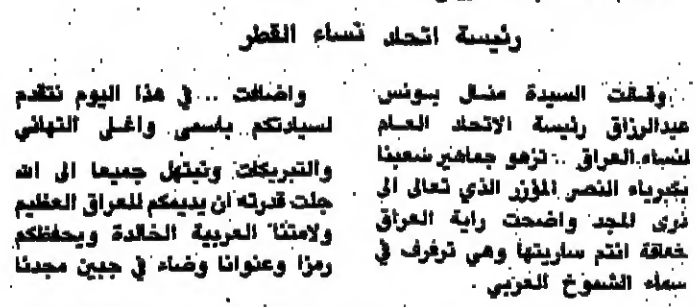 رئيسة اتحاد نساء القطر
وقفت السيدة منال يونس
عبدالرزاق رئيسة الاتحاد العام
لنساء العراق .. تزهو جماهير شعبنا
بكبرياء النصر المؤزر الذي تعالى الى
ذرى المجد واضحت راية العراق
خفاقة انتم ساريتها وهي ترفرف في
سماء الشموخ العربي .
واضافت .. في هذا اليوم نتقدم
لسيادتكم باسمى واغلى التهاني
والتبريكات ونبتهل جميعا الى الله
جلت قدرته ان يديمكم للعراق العظيم
ولامتنا العربية الخالدة ويحفظكم
رمزا وعنوانا وضاء في جبين مجدنا